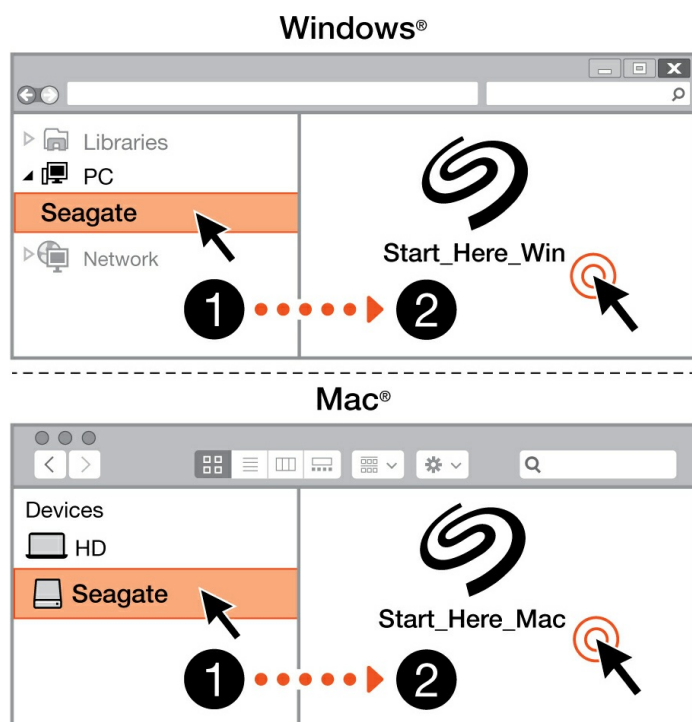 Windows®
Libraries
PC
Seagate
Network
Start_Here_Win
1 2
Mac®
Devices
HD
Seagate
Start_Here_Mac
1 2